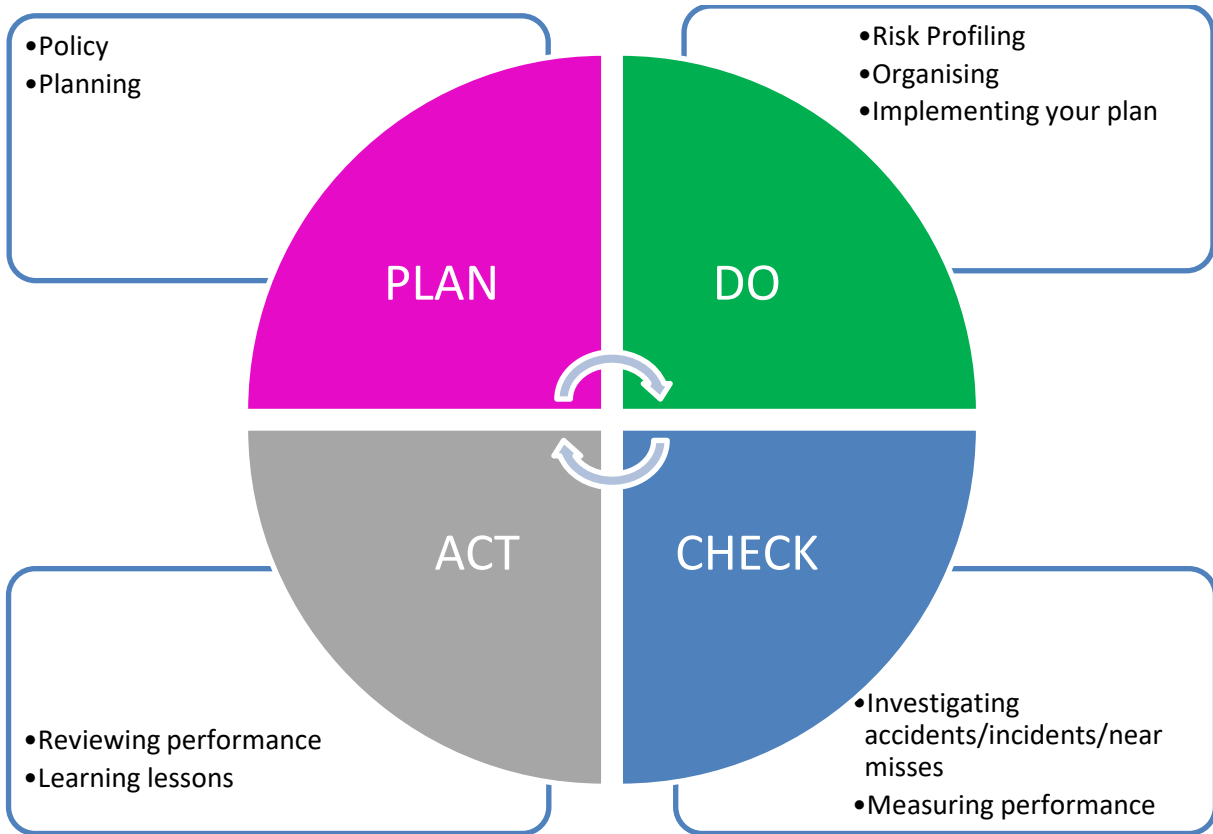 •Policy
•Planning
•Risk Profiling
•Organising
•Implementing your plan
PLAN
DO
ACT
CHECK
•Reviewing performance
•Learning lessons
•Investigating
accidents/incidents/near
misses
•Measuring performance